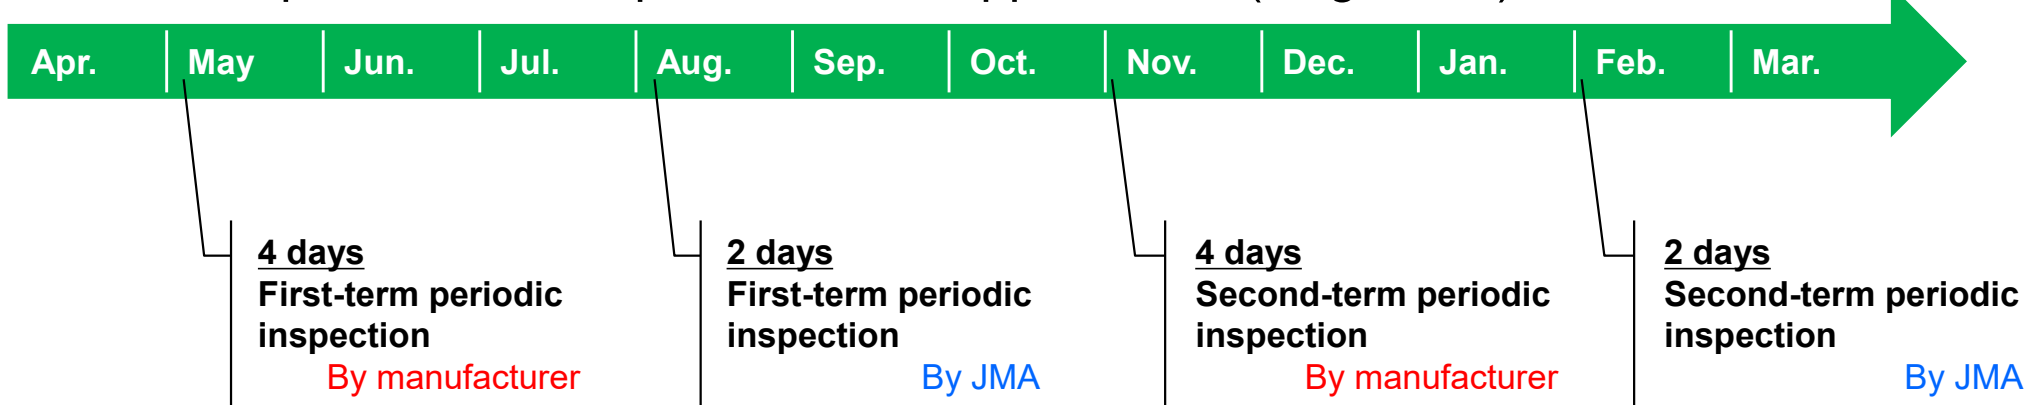 Apr. May Jun. Jul. Aug. Sep. Oct. Nov. Dec. Jan. Feb. Mar.
4 days
First-term periodic
inspection
By manufacturer
2 days
First-term periodic
inspection
By JMA
4 days
Second-term periodic
inspection
By manufacturer
2 days
Second-term periodic
inspection
By JMA